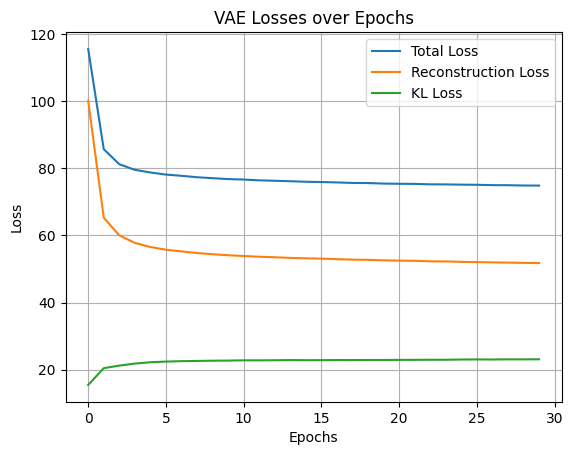 VAE Losses over Epochs
Total Loss
Reconstruction Loss
KL Loss
Loss
120
100
80
60
40
20
0 5 10 15 20 25 30
Epochs